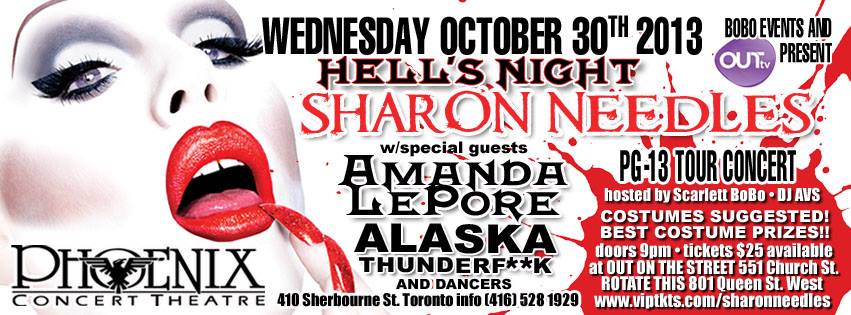 WEDNESDAY OCTOBER 30TH 2013
BOBO EVENTS AND
OUTtv
PRESENT
HELL'S NIGHT
SHARON NEEDLES
w/special guests
AMANDA
LEPORE
ALASKA
THUNDERF**K
AND DANCERS
410 Sherbourne St. Toronto info (416) 528 1929
PG-13 TOUR CONCERT
hosted by Scarlett BoBo • DJ AVS
COSTUMES SUGGESTED!
BEST COSTUME PRIZES!!
doors 9pm • tickets $25 available
at OUT ON THE STREET 551 Church St.
ROTATE THIS 801 Queen St. West
www.viptkts.com/sharonneedles
PHOENIX
CONCERT THEATRE